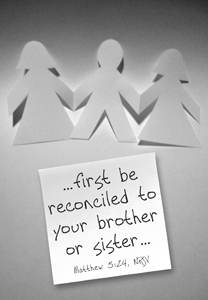 ...first be
reconciled to
your brother
or sister...
Matthew 5:24, NRSV